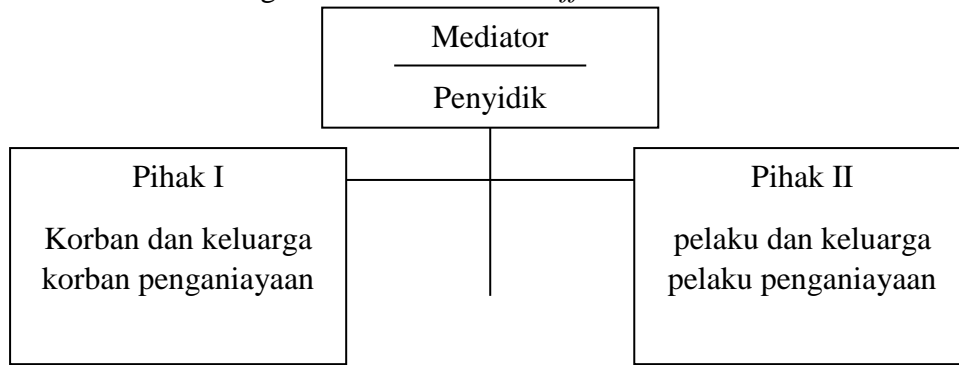 Mediator
Penyidik
Pihak I
Korban dan keluarga
korban penganiayaan
Pihak II
pelaku dan keluarga
pelaku penganiayaan